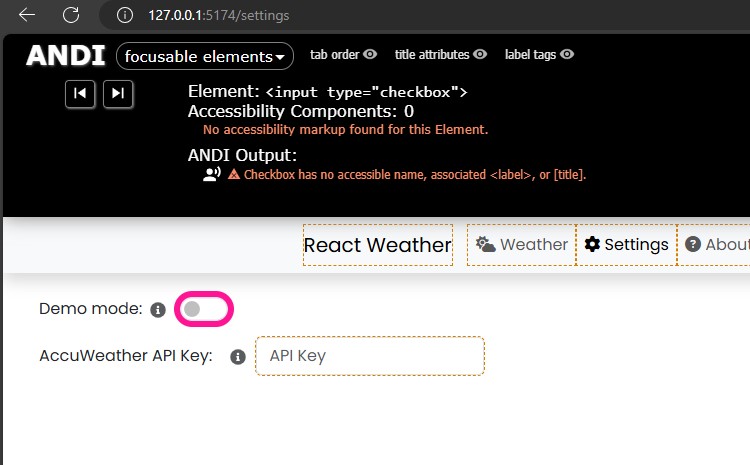 127.0.0.1:5174/settings
ANDI focusable elements tab order title attributes label tags
Element: <input type="checkbox">
Accessibility Components: 0
No accessibility markup found for this Element.
ANDI Output:
Checkbox has no accessible name, associated <label>, or [title].
React Weather Weather Settings About
Demo mode:
AccuWeather API Key: API Key